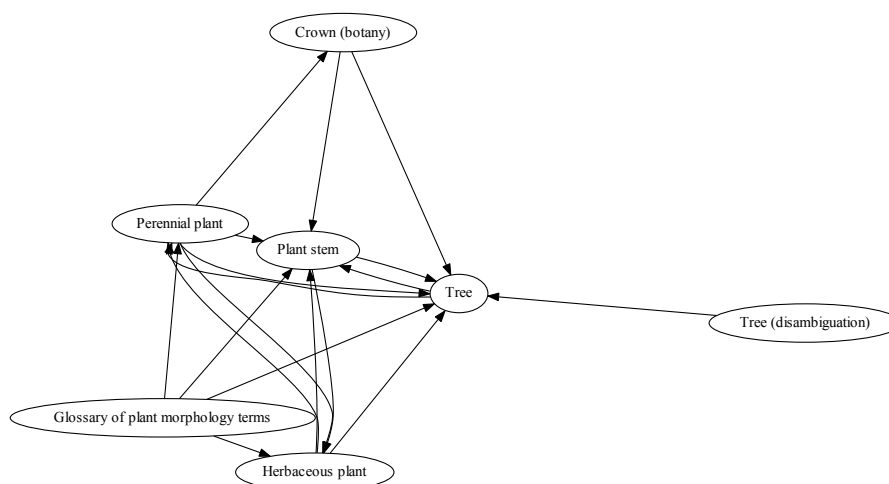 Crown (botany)
Perennial plant
Plant stem
Tree
Tree (disambiguation)
Glossary of plant morphology terms
Herbaceous plant